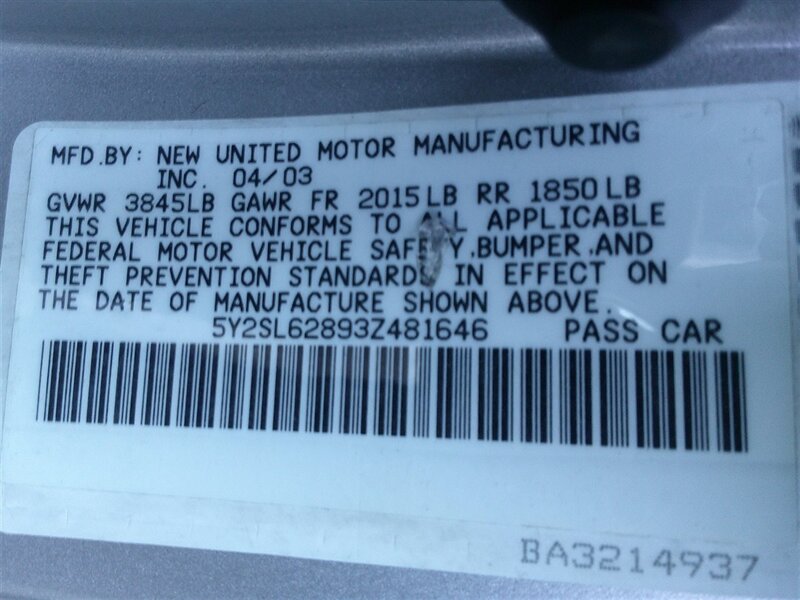 MFD.BY: NEW UNITED MOTOR MANUFACTURING
INC. 04/03
GVWR 3845LB GAWR FR 2015LB RR 1850LB
THIS VEHICLE CONFORMS TO ALL APPLICABLE
FEDERAL MOTOR VEHICLE SAFETY,BUMPER,AND
THEFT PREVENTION STANDARDS IN EFFECT ON
THE DATE OF MANUFACTURE SHOWN ABOVE.
5Y2SL62893Z481646 PASS CAR
BA3214937